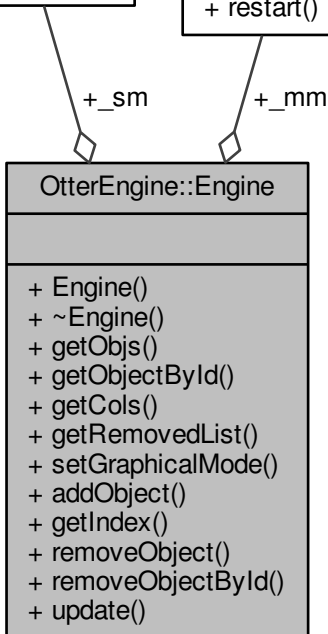 + restart()
+_sm
+_mm
OtterEngine::Engine
+ Engine()
+ ~Engine()
+ getObjs()
+ getObjectById()
+ getCols()
+ getRemovedList()
+ setGraphicalMode()
+ addObject()
+ getIndex()
+ removeObject()
+ removeObjectById()
+ update()